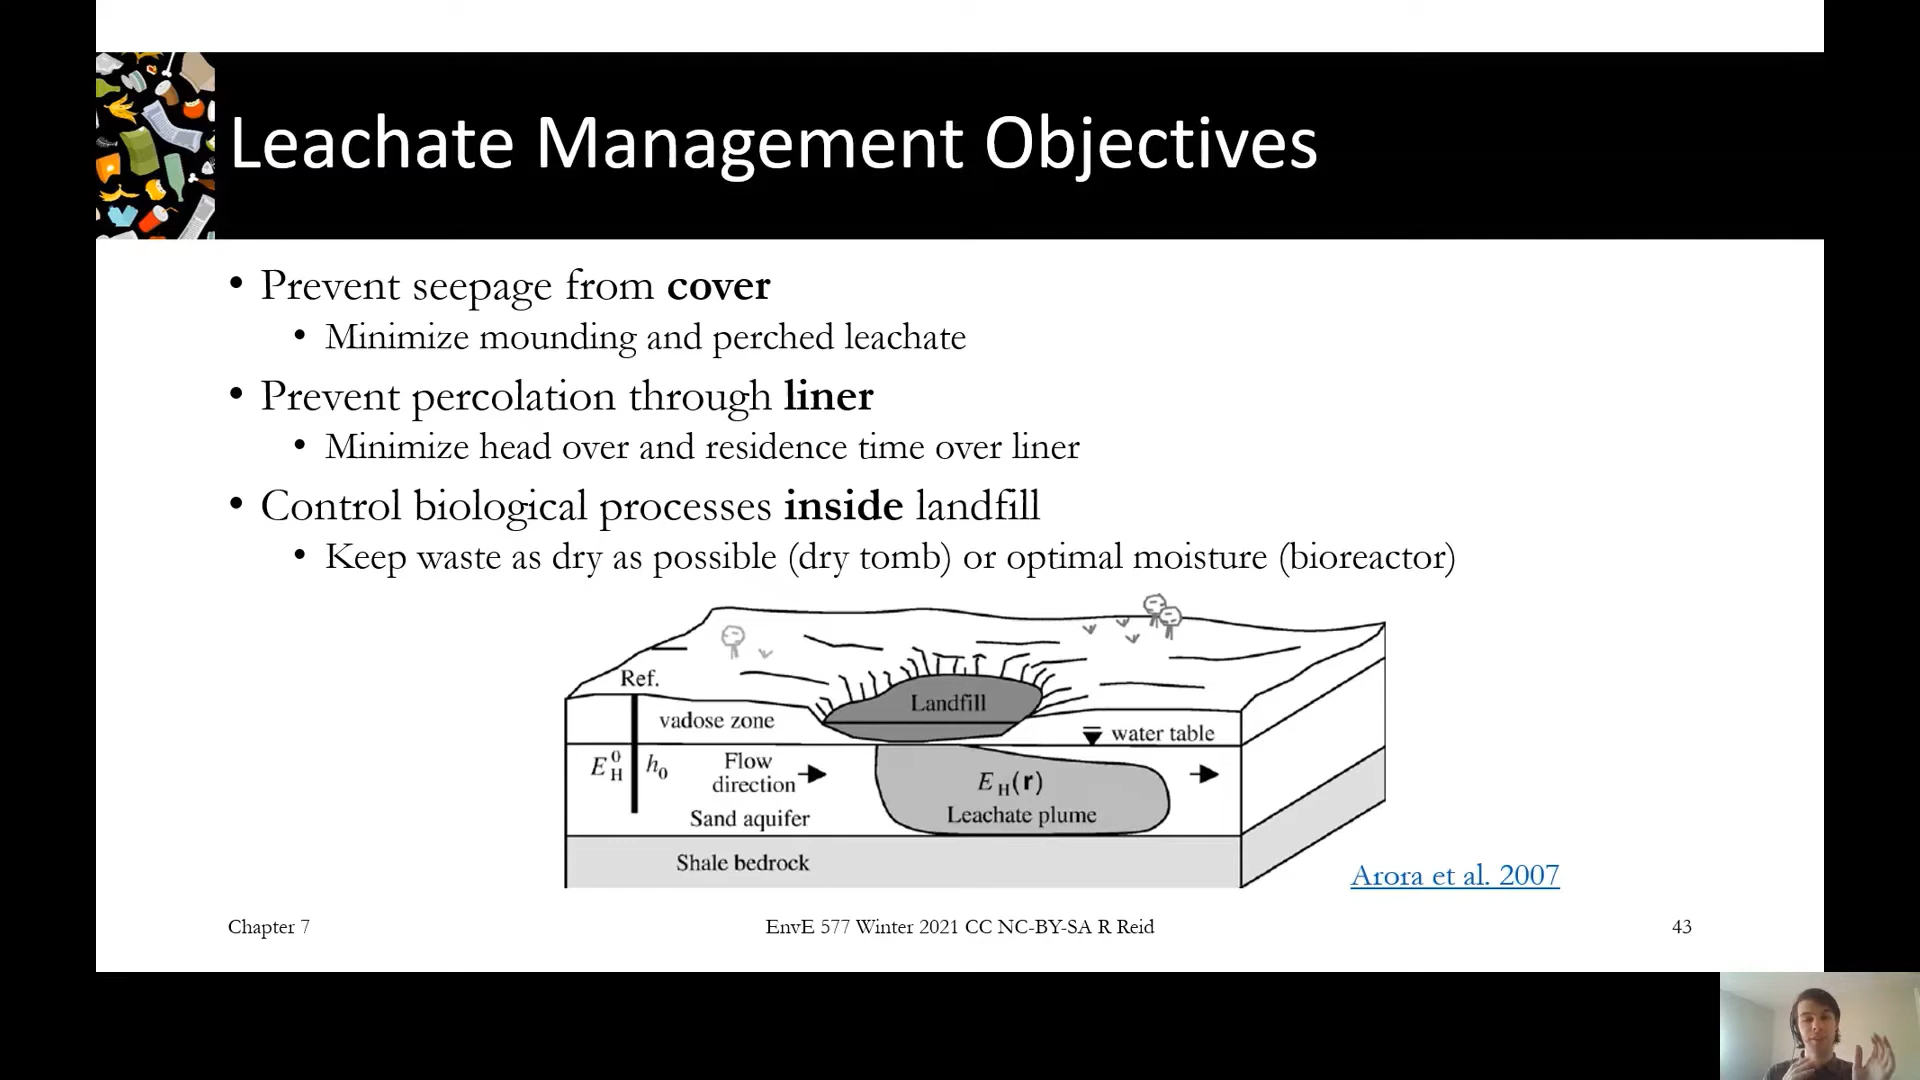 Leachate Management Objectives
• Prevent seepage from cover
• Minimize mounding and perched leachate
• Prevent percolation through liner
• Minimize head over and residence time over liner
• Control biological processes inside landfill
• Keep waste as dry as possible (dry tomb) or optimal moisture (bioreactor)
Ref.
Landfill
vadose zone
water table
E⁰H h₀
Flow
direction
EH(r)
Sand aquifer
Leachate plume
Shale bedrock
Arora et al. 2007
Chapter 7
EnvE 577 Winter 2021 CC NC-BY-SA R Reid
43